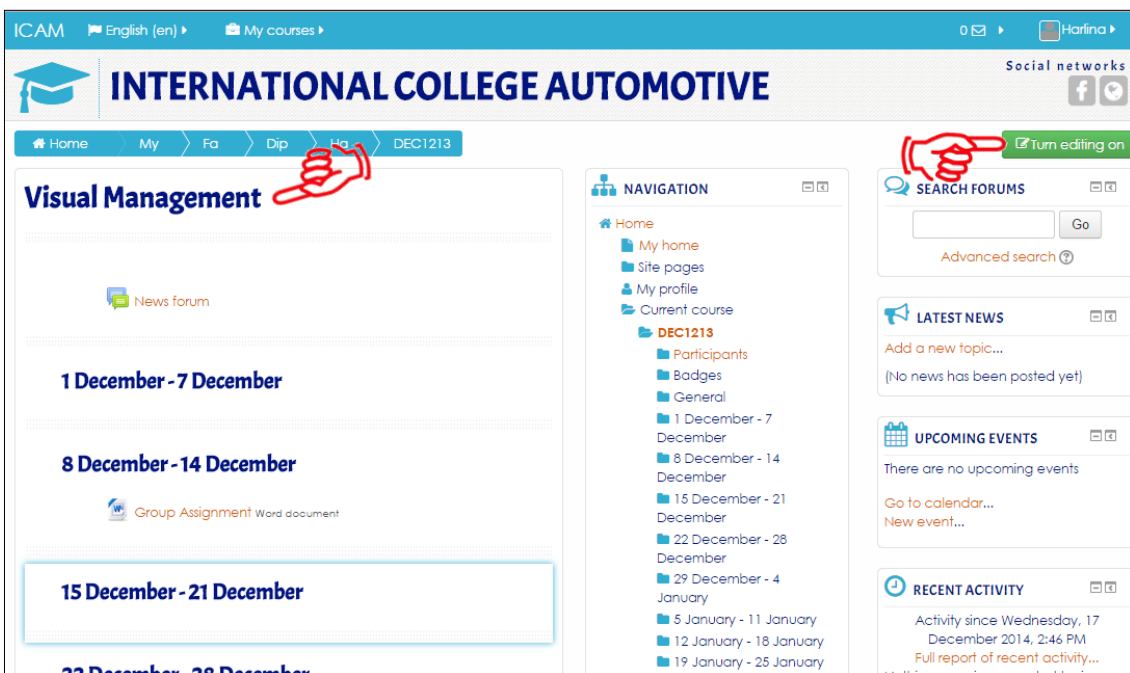 ICAM English (en) My courses 0 Harlina
INTERNATIONAL COLLEGE AUTOMOTIVE
Social networks
Home My Fa Dip Ha DEC1213
Turn editing on
Visual Management
News forum
1 December - 7 December
8 December - 14 December
Group Assignment Word document
15 December - 21 December
22 December - 28 December
NAVIGATION
Home
My home
Site pages
My profile
Current course
DEC1213
Participants
Badges
General
1 December - 7
December
8 December - 14
December
15 December - 21
December
22 December - 28
December
29 December - 4
January
5 January - 11 January
12 January - 18 January
19 January - 25 January
SEARCH FORUMS
Go
Advanced search
LATEST NEWS
Add a new topic...
(No news has been posted yet)
UPCOMING EVENTS
There are no upcoming events
Go to calendar...
New event...
RECENT ACTIVITY
Activity since Wednesday, 17
December 2014, 2:46 PM
Full report of recent activity...